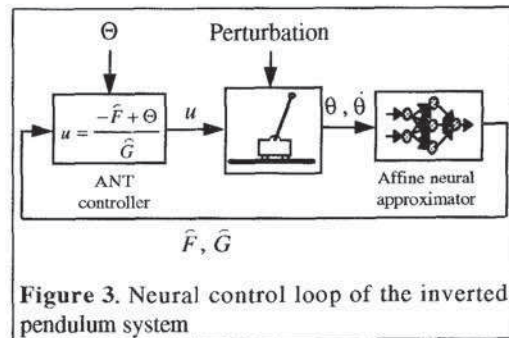 Θ
Perturbation
u = (-F̂ + Θ) / Ĝ
u
θ , θ̇
ANT
controller
Affine neural
approximator
F̂ , Ĝ
Figure 3. Neural control loop of the inverted
pendulum system